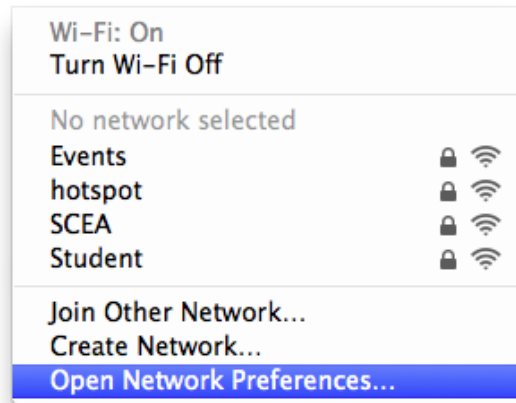 Wi-Fi: On
Turn Wi-Fi Off
No network selected
Events
hotspot
SCEA
Student
Join Other Network...
Create Network...
Open Network Preferences...